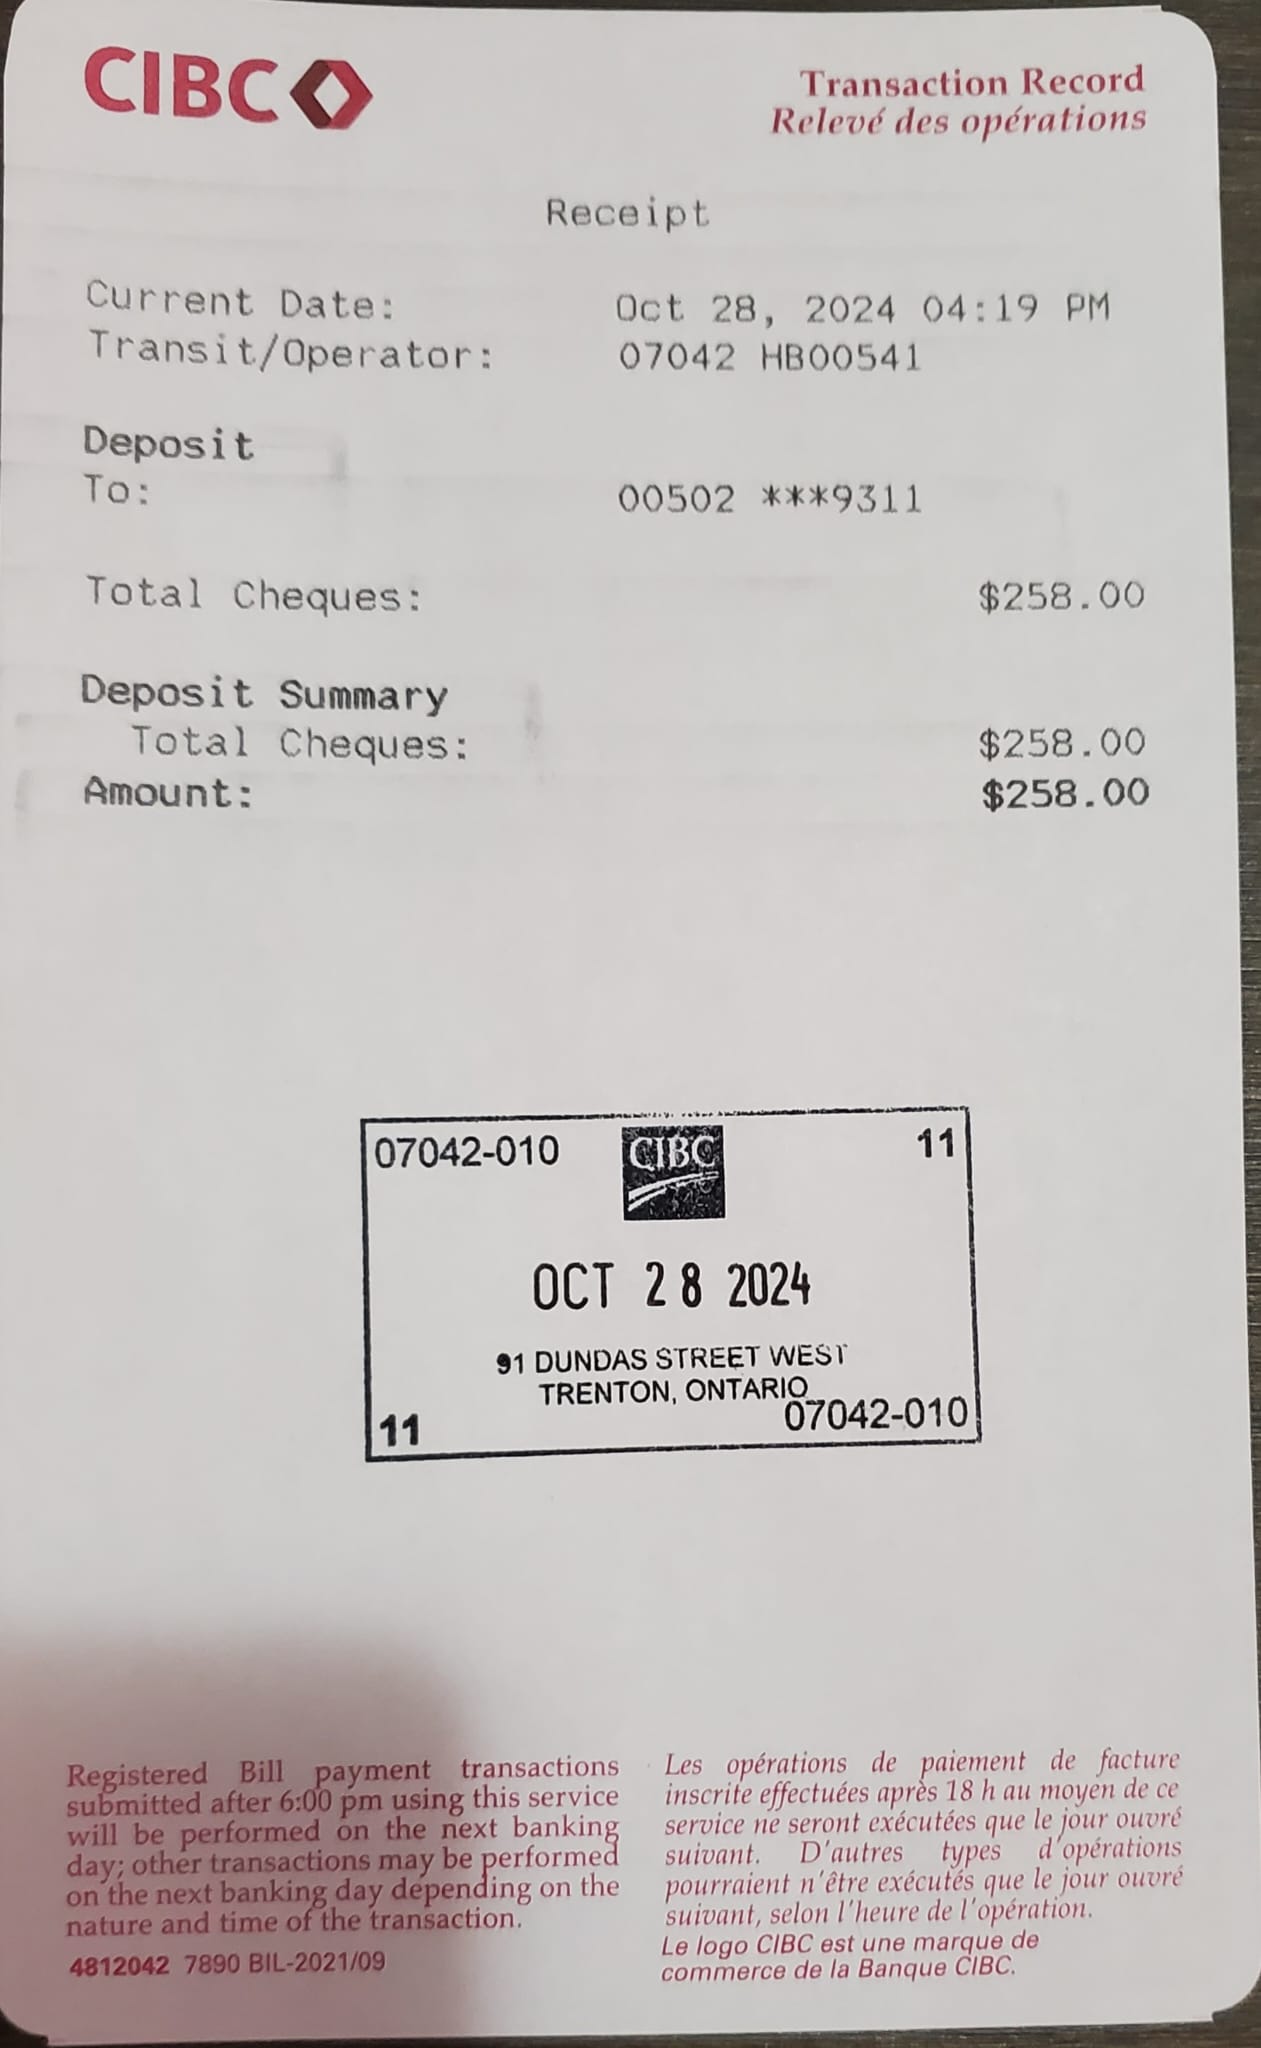 CIBC
Transaction Record
Relevé des opérations
Receipt
Current Date: Oct 28, 2024 04:19 PM
Transit/Operator: 07042 HB00541
Deposit
To: 00502 ***9311
Total Cheques: $258.00
Deposit Summary
Total Cheques: $258.00
Amount: $258.00
07042-010 CIBC 11
OCT 28 2024
91 DUNDAS STREET WEST
TRENTON, ONTARIO
11 07042-010
Registered Bill payment transactions
submitted after 6:00 pm using this service
will be performed on the next banking
day; other transactions may be performed
on the next banking day depending on the
nature and time of the transaction.
4812042 7890 BIL-2021/09
Les opérations de paiement de facture
inscrite effectuées après 18 h au moyen de ce
service ne seront exécutées que le jour ouvré
suivant. D'autres types d'opérations
pourraient n'être exécutés que le jour ouvré
suivant, selon l'heure de l'opération.
Le logo CIBC est une marque de
commerce de la Banque CIBC.